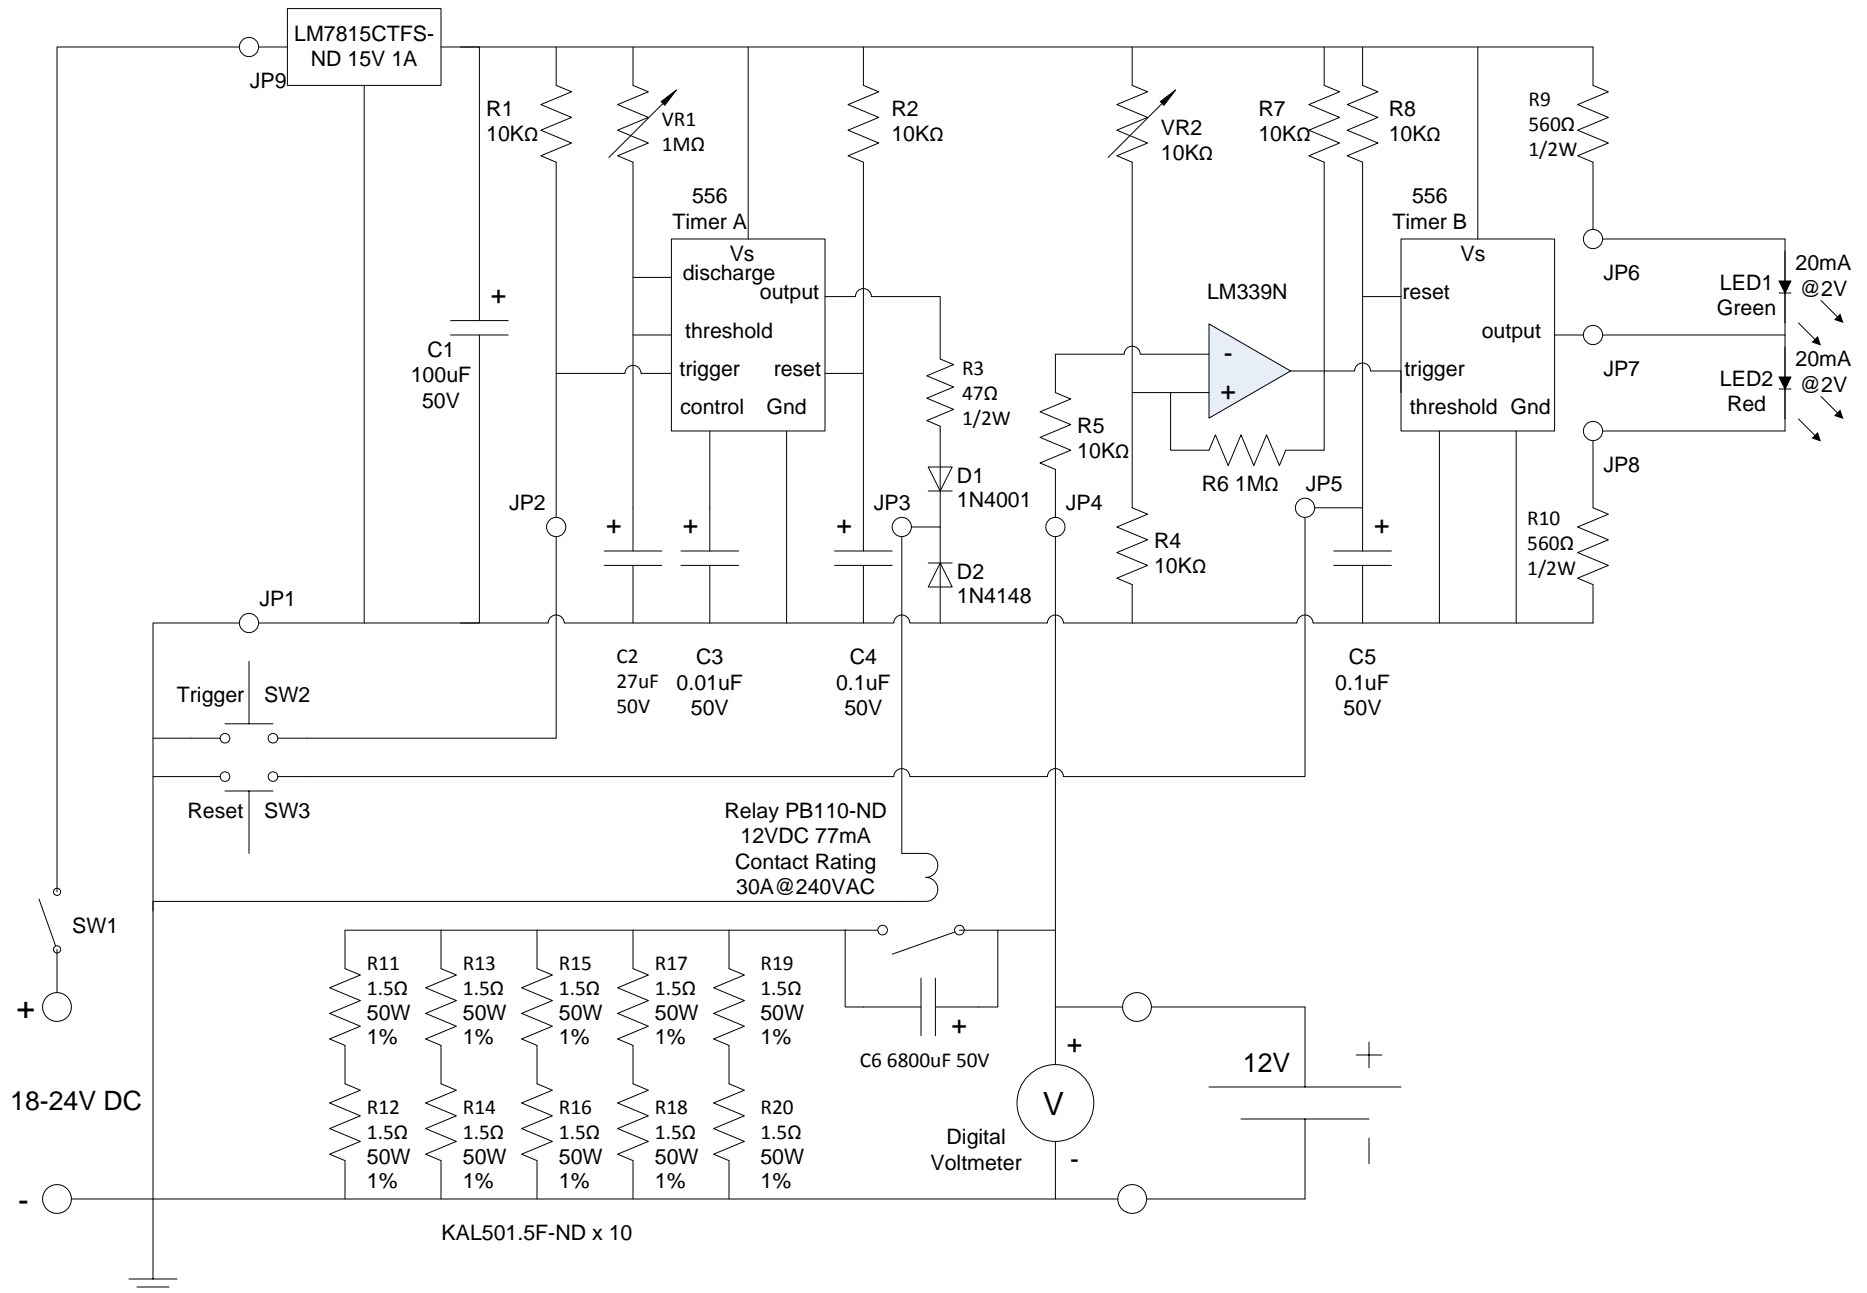 LM7815CTFS-
ND 15V 1A
JP9
R1
10KΩ
VR1
1MΩ
R2
10KΩ
VR2
10KΩ
R7
10KΩ
R8
10KΩ
R9
560Ω
1/2W
556
Timer A
Vs
discharge
output
threshold
trigger
reset
control
Gnd
+
C1
100uF
50V
R3
47Ω
1/2W
D1
1N4001
D2
1N4148
JP2
JP3
JP4
JP5
R5
10KΩ
LM339N
-
+
R6 1MΩ
R4
10KΩ
556
Timer B
Vs
reset
output
trigger
threshold
Gnd
JP6
JP7
JP8
LED1
Green
20mA
@2V
LED2
Red
20mA
@2V
R10
560Ω
1/2W
+
+
+
+
JP1
C2
27uF
50V
C3
0.01uF
50V
C4
0.1uF
50V
C5
0.1uF
50V
Trigger
SW2
Reset
SW3
Relay PB110-ND
12VDC 77mA
Contact Rating
30A@240VAC
SW1
+
18-24V DC
-
R11
1.5Ω
50W
1%
R13
1.5Ω
50W
1%
R15
1.5Ω
50W
1%
R17
1.5Ω
50W
1%
R19
1.5Ω
50W
1%
R12
1.5Ω
50W
1%
R14
1.5Ω
50W
1%
R16
1.5Ω
50W
1%
R18
1.5Ω
50W
1%
R20
1.5Ω
50W
1%
KAL501.5F-ND x 10
+
C6 6800uF 50V
+
V
-
Digital
Voltmeter
12V